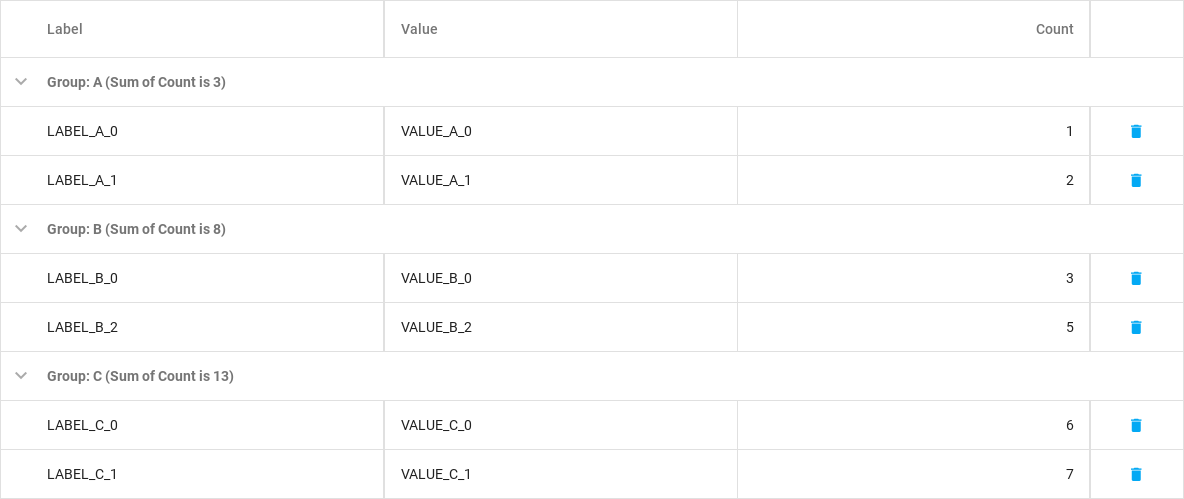 Label Value Count
Group: A (Sum of Count is 3)
LABEL_A_0 VALUE_A_0 1
LABEL_A_1 VALUE_A_1 2
Group: B (Sum of Count is 8)
LABEL_B_0 VALUE_B_0 3
LABEL_B_2 VALUE_B_2 5
Group: C (Sum of Count is 13)
LABEL_C_0 VALUE_C_0 6
LABEL_C_1 VALUE_C_1 7